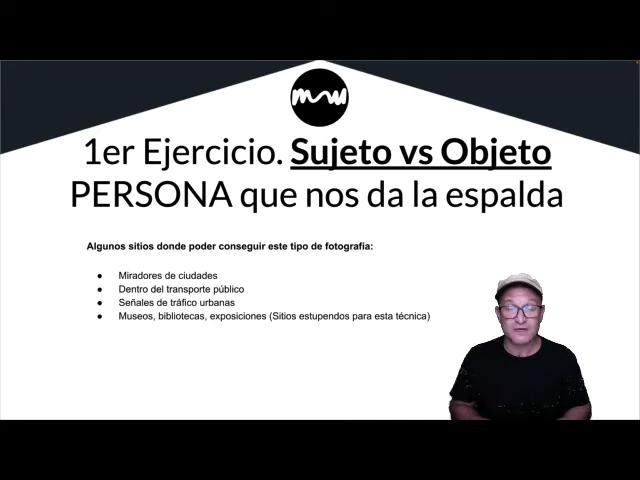 1er Ejercicio. Sujeto vs Objeto
PERSONA que nos da la espalda
Algunos sitios donde poder conseguir este tipo de fotografía:
● Miradores de ciudades
● Dentro del transporte público
● Señales de tráfico urbanas
● Museos, bibliotecas, exposiciones (Sitios estupendos para esta técnica)